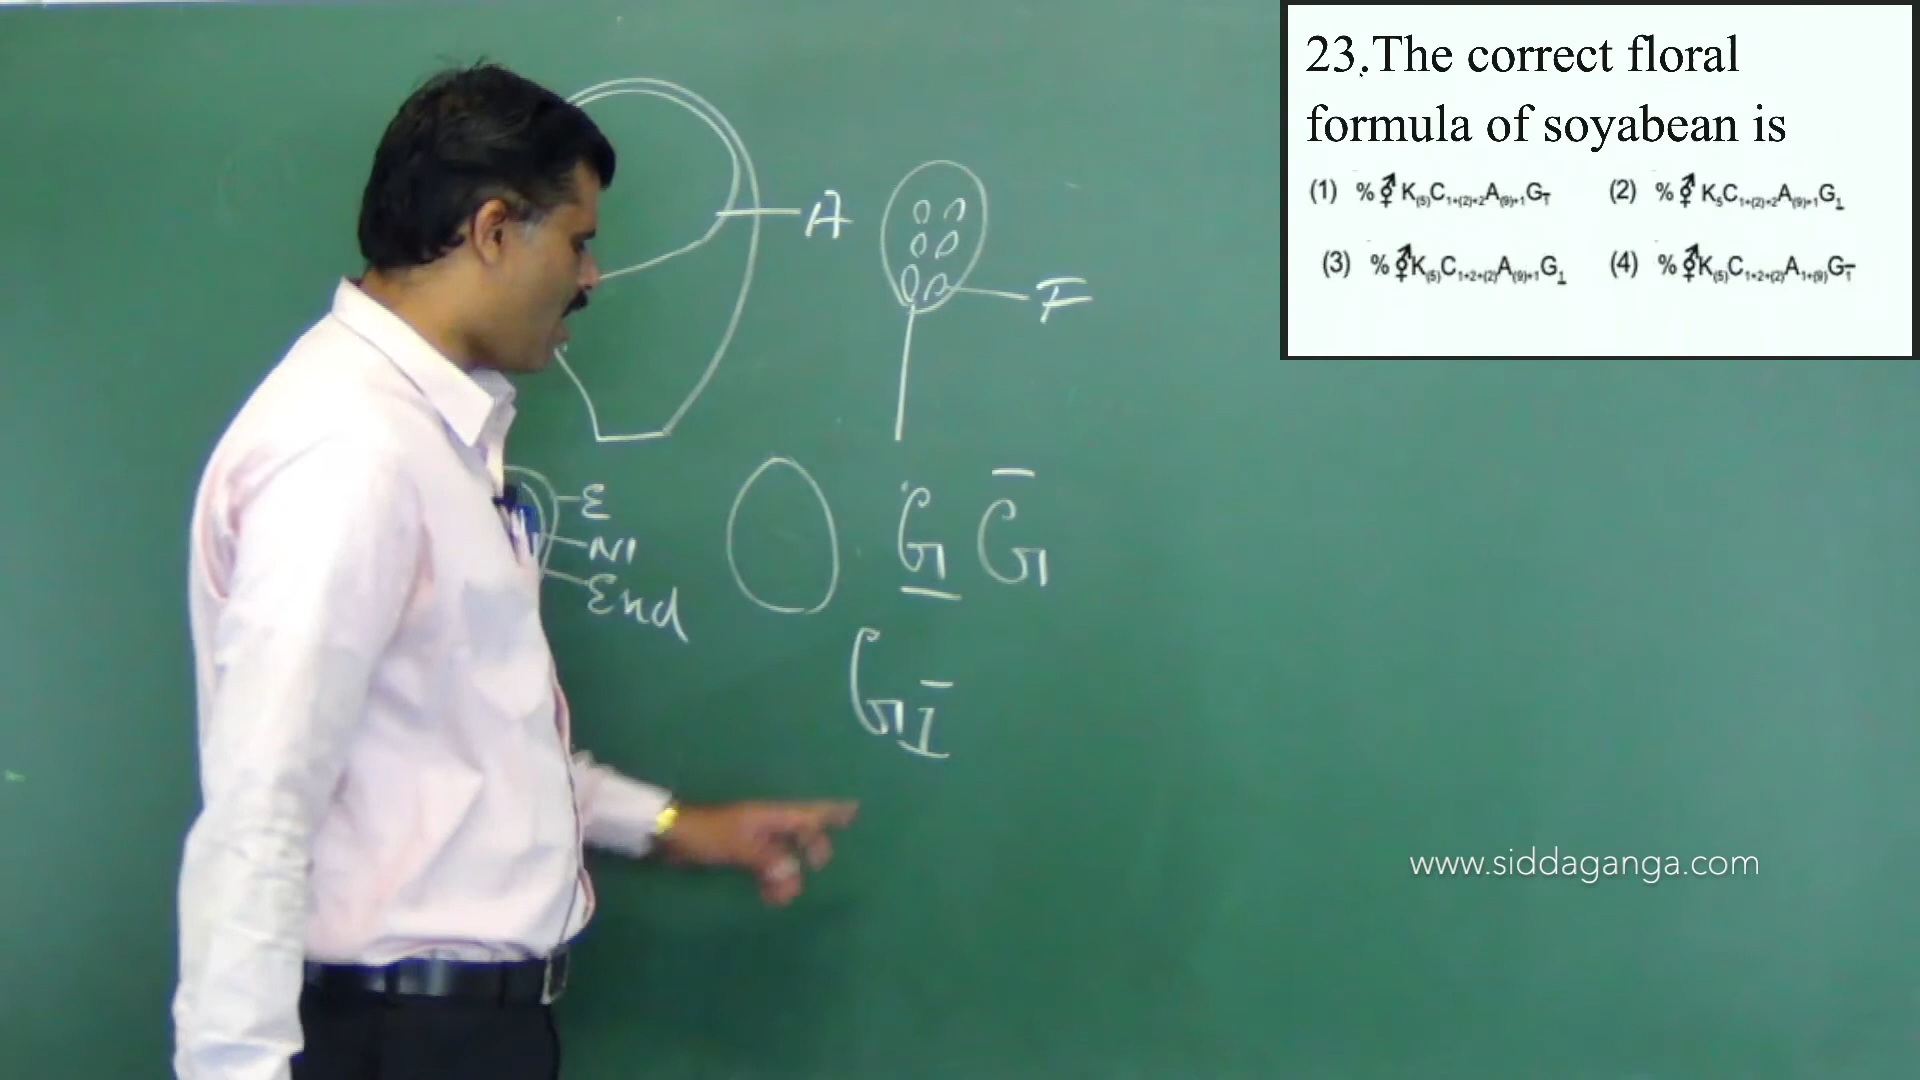 23.The correct floral
formula of soyabean is
(1) %⚥K₍₅₎C₁₊₍₂₎₊₂A₍₉₎₊₁G1̅ (2) %⚥K₅C₁₊₍₂₎₊₂A₍₉₎₊₁G1̲
(3) %⚥K₍₅₎C₁₊₂₊₍₂₎A₍₉₎₊₁G1̲ (4) %⚥K₍₅₎C₁₊₂₊₍₂₎A₁₊₍₉₎G1̅
A
F
E
NI
End
G̲ G̅
G
www.siddaganga.com